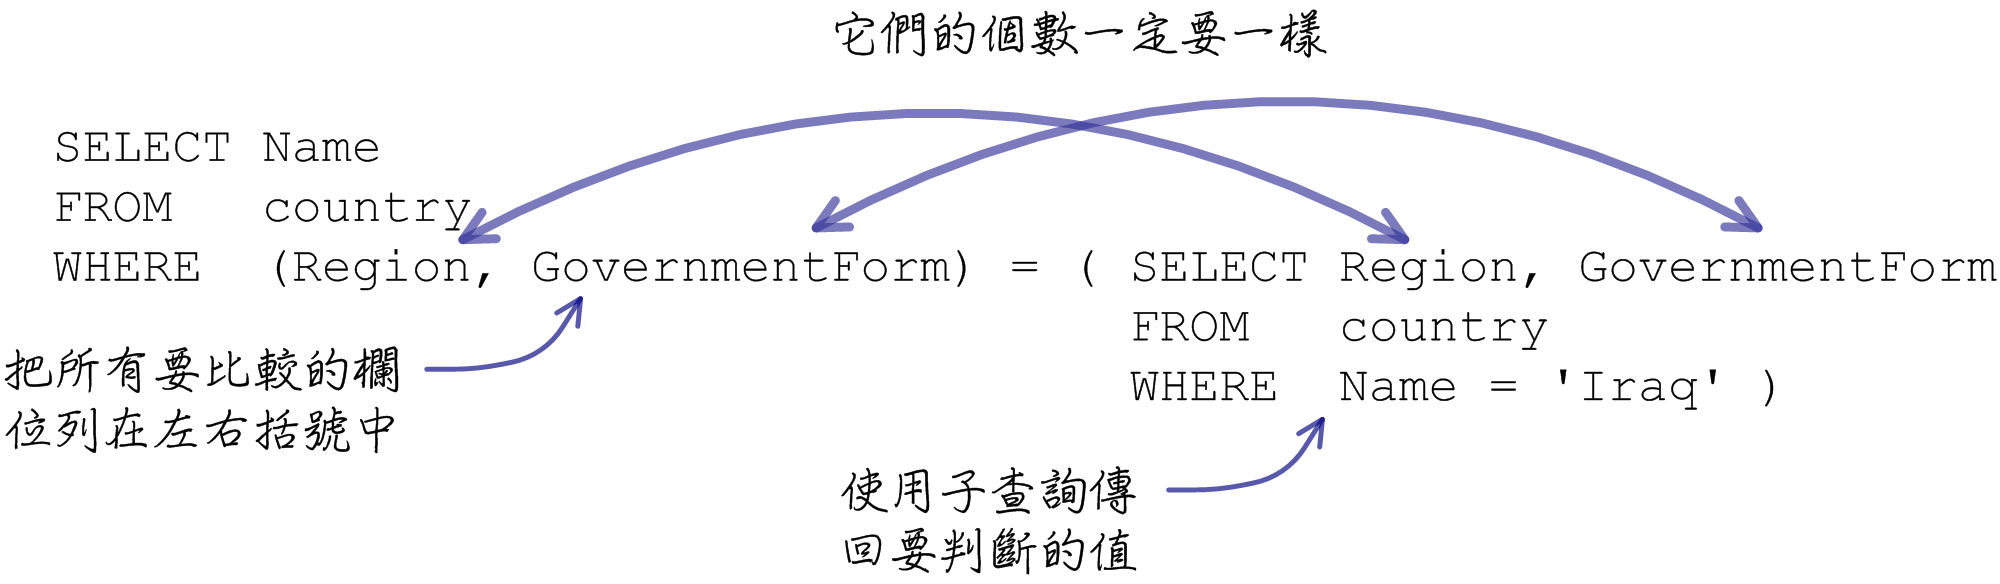 它們的個數一定要一樣
SELECT Name
FROM country
WHERE (Region, GovernmentForm) = ( SELECT Region, GovernmentForm
FROM country
WHERE Name = 'Iraq' )
把所有要比較的欄
位列在左右括號中
使用子查詢傳
回要判斷的值